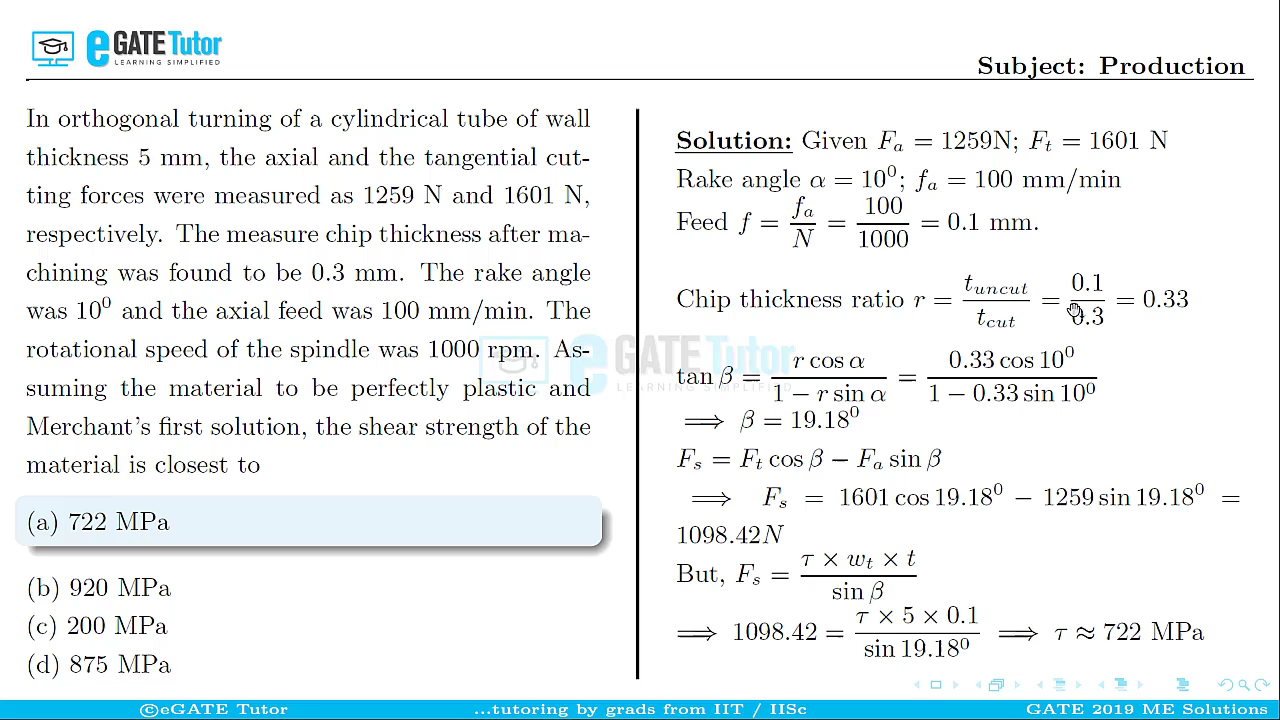 eGATE Tutor
LEARNING SIMPLIFIED
Subject: Production
In orthogonal turning of a cylindrical tube of wall
thickness 5 mm, the axial and the tangential cut-
ting forces were measured as 1259 N and 1601 N,
respectively. The measure chip thickness after ma-
chining was found to be 0.3 mm. The rake angle
was 10⁰ and the axial feed was 100 mm/min. The
rotational speed of the spindle was 1000 rpm. As-
suming the material to be perfectly plastic and
Merchant's first solution, the shear strength of the
material is closest to
(a) 722 MPa
(b) 920 MPa
(c) 200 MPa
(d) 875 MPa
Solution: Given Fₐ = 1259N; Fₜ = 1601 N
Rake angle α = 10⁰; fₐ = 100 mm/min
Feed f = fₐ/N = 100/1000 = 0.1 mm.
Chip thickness ratio r = t_uncut/t_cut = 0.1/0.3 = 0.33
tan β = r cos α/1 − r sin α = 0.33 cos 10⁰/1 − 0.33 sin 10⁰
⟹ β = 19.18⁰
Fₛ = Fₜ cos β − Fₐ sin β
⟹ Fₛ = 1601 cos 19.18⁰ − 1259 sin 19.18⁰ =
1098.42N
But, Fₛ = τ × wₜ × t/sin β
⟹ 1098.42 = τ × 5 × 0.1/sin 19.18⁰ ⟹ τ ≈ 722 MPa
eGATE Tutor
LEARNING SIMPLIFIED
©eGATE Tutor
...tutoring by grads from IIT / IISc
GATE 2019 ME Solutions